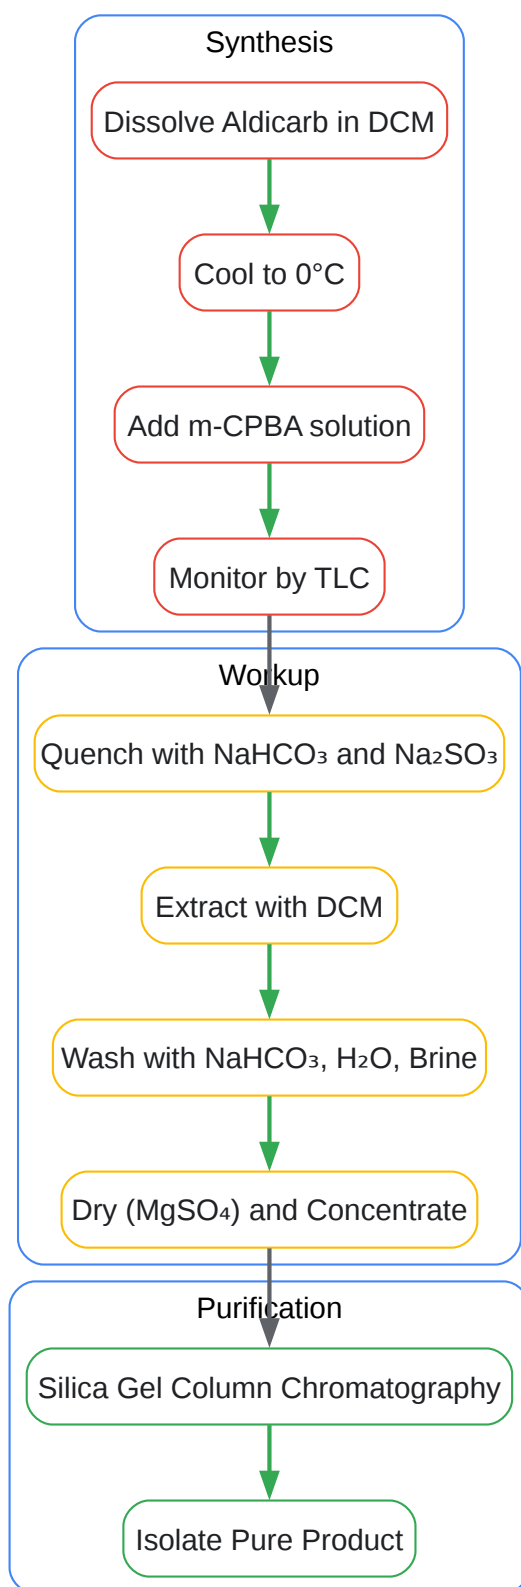 Synthesis
Dissolve Aldicarb in DCM
Cool to 0°C
Add m-CPBA solution
Monitor by TLC
Workup
Quench with NaHCO₃ and Na₂SO₃
Extract with DCM
Wash with NaHCO₃, H₂O, Brine
Dry (MgSO₄) and Concentrate
Purification
Silica Gel Column Chromatography
Isolate Pure Product